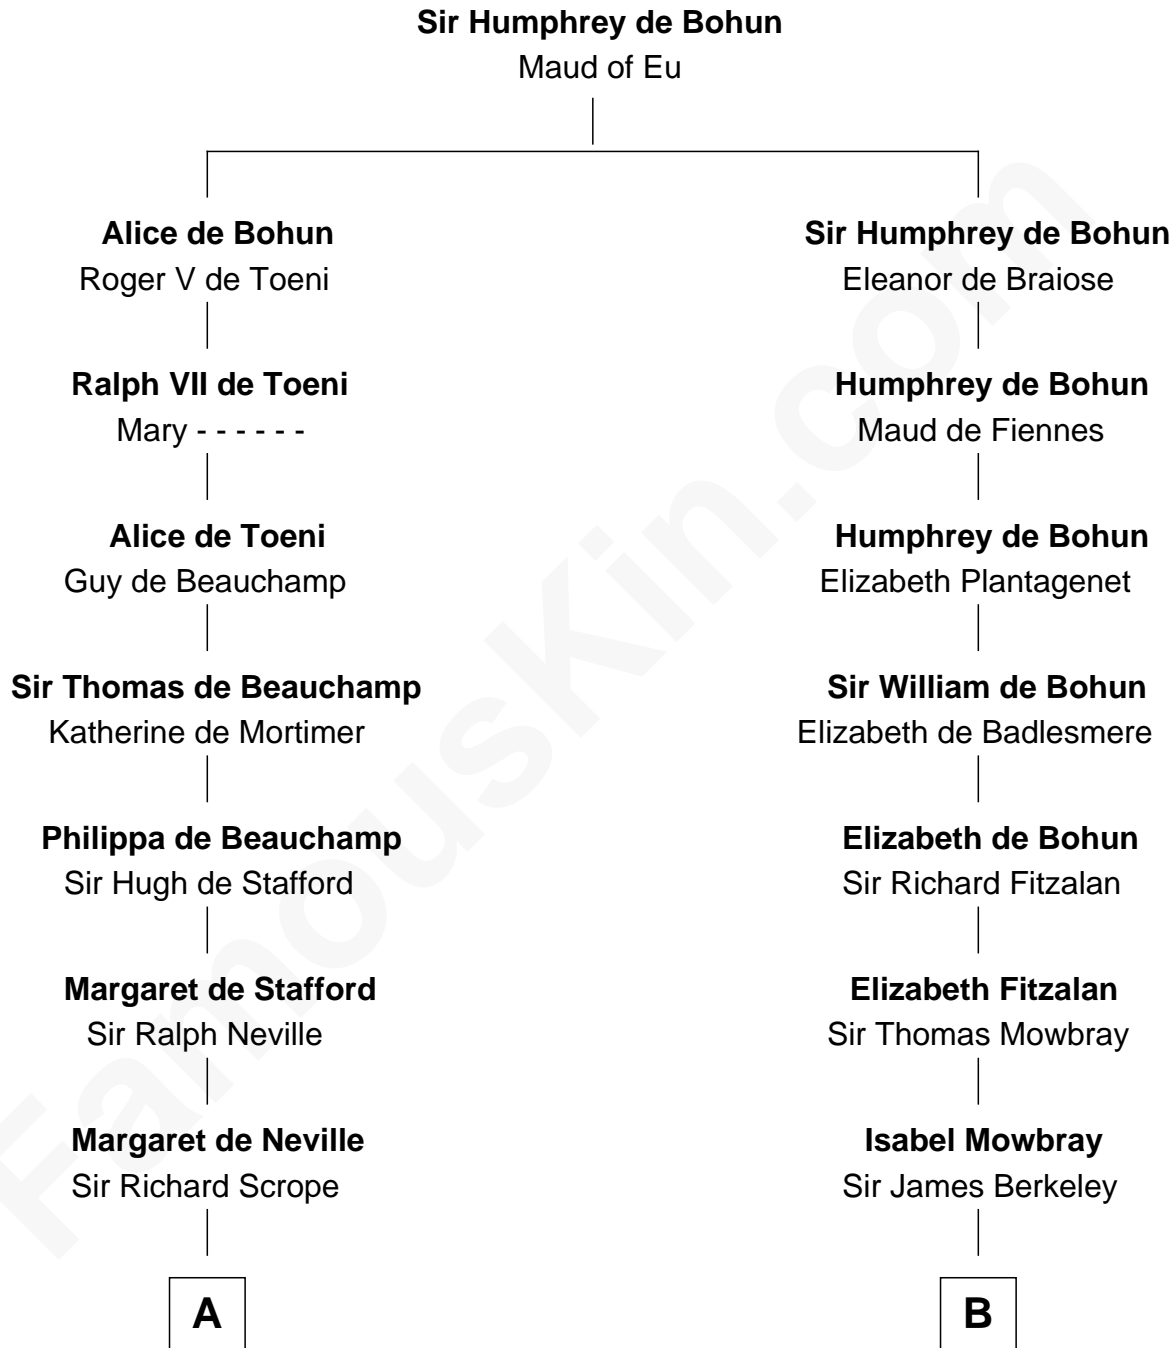 Sir Humphrey de Bohun
Maud of Eu
Alice de Bohun
Roger V de Toeni
Sir Humphrey de Bohun
Eleanor de Braiose
Ralph VII de Toeni
Mary - - - - - -
Humphrey de Bohun
Maud de Fiennes
Alice de Toeni
Guy de Beauchamp
Humphrey de Bohun
Elizabeth Plantagenet
Sir Thomas de Beauchamp
Katherine de Mortimer
Sir William de Bohun
Elizabeth de Badlesmere
Philippa de Beauchamp
Sir Hugh de Stafford
Elizabeth de Bohun
Sir Richard Fitzalan
Margaret de Stafford
Sir Ralph Neville
Elizabeth Fitzalan
Sir Thomas Mowbray
Margaret de Neville
Sir Richard Scrope
Isabel Mowbray
Sir James Berkeley
A
B
FamousKin.com